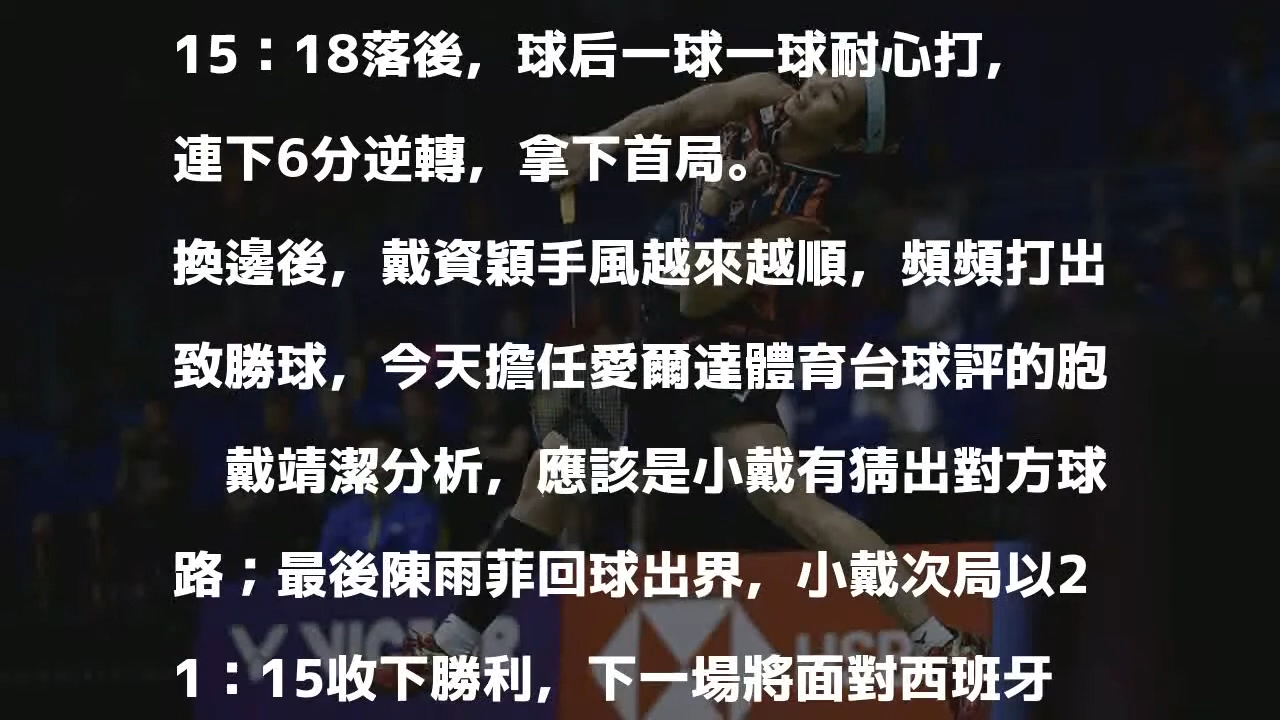 15：18落後，球后一球一球耐心打，
連下6分逆轉，拿下首局。
換邊後，戴資穎手風越來越順，頻頻打出
致勝球，今天擔任愛爾達體育台球評的胞
戴靖潔分析，應該是小戴有猜出對方球
路；最後陳雨菲回球出界，小戴次局以2
1：15收下勝利，下一場將面對西班牙
VICTOR
HSBC